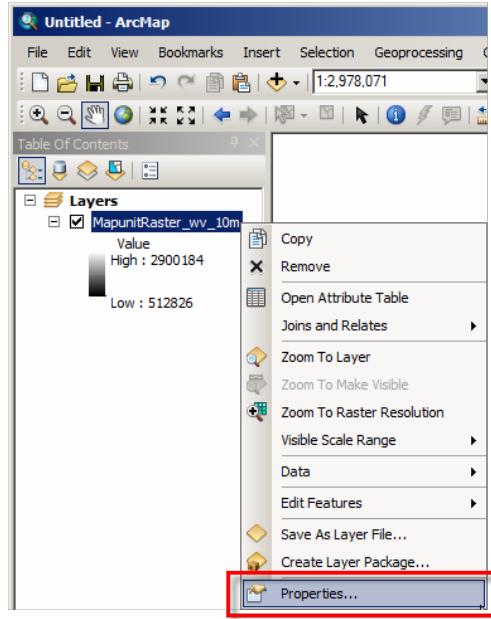 Untitled - ArcMap
File Edit View Bookmarks Insert Selection Geoprocessing
1:2,978,071
Table Of Contents
Layers
MapunitRaster_wv_10m
Value
High : 2900184
Low : 512826
Copy
Remove
Open Attribute Table
Joins and Relates
Zoom To Layer
Zoom To Make Visible
Zoom To Raster Resolution
Visible Scale Range
Data
Edit Features
Save As Layer File...
Create Layer Package...
Properties...